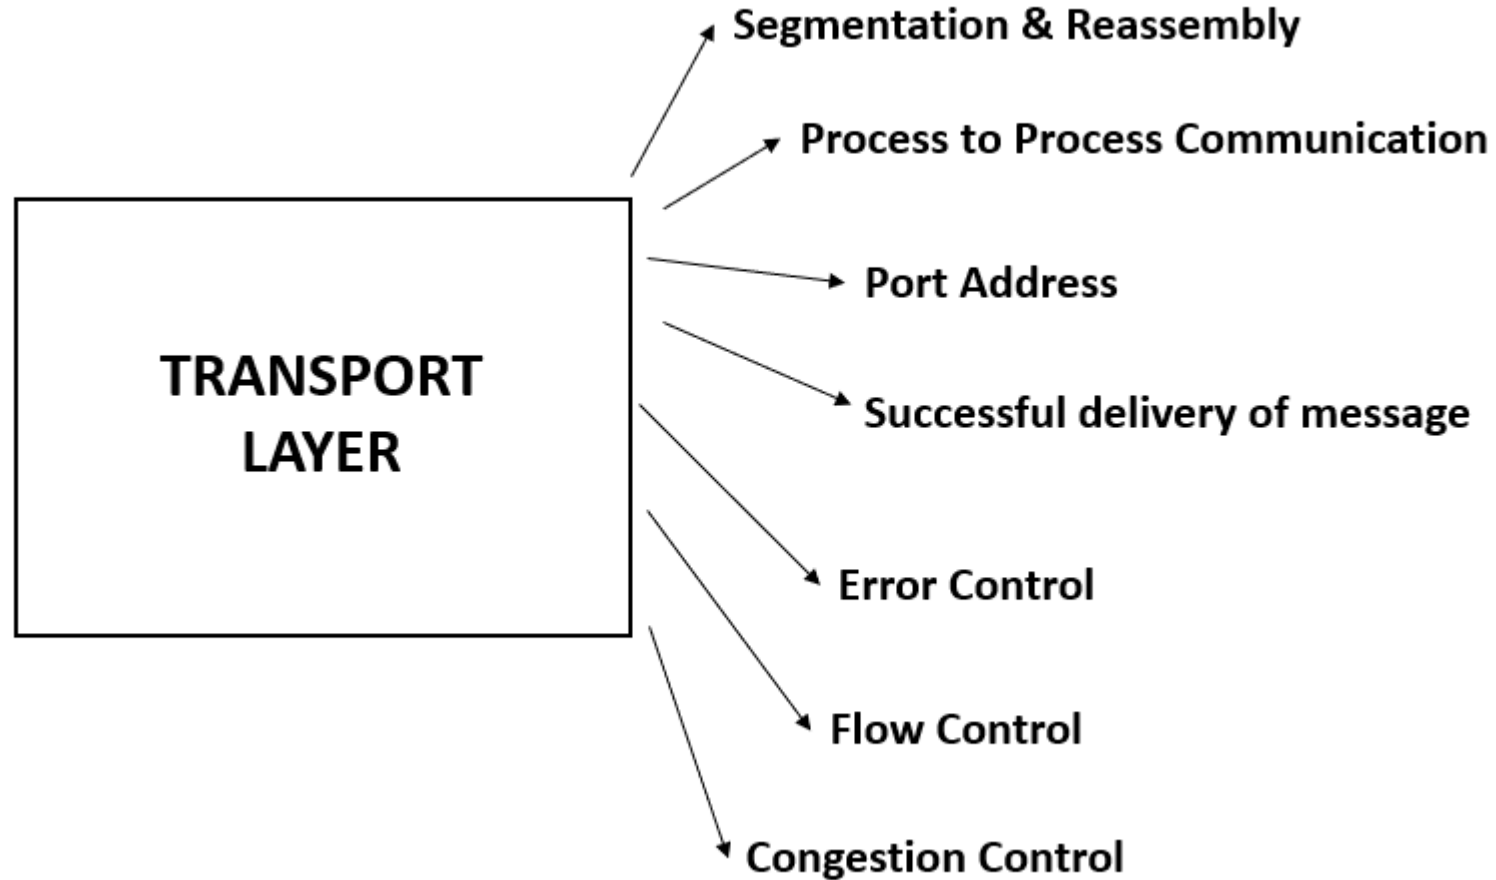 Segmentation & Reassembly
Process to Process Communication
Port Address
TRANSPORT
LAYER
Successful delivery of message
Error Control
Flow Control
Congestion Control